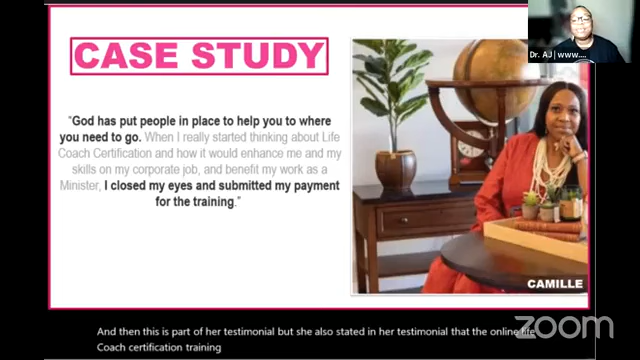 CASE STUDY
Dr. AJ | www....
"God has put people in place to help you to where
you need to go. When I really started thinking about Life
Coach Certification and how it would enhance me and my
skills on my corporate job, and benefit my work as a
Minister, I closed my eyes and submitted my payment
for the training."
CAMILLE
zoom
And then this is part of her testimonial but she also stated in her testimonial that the online life
Coach certification training